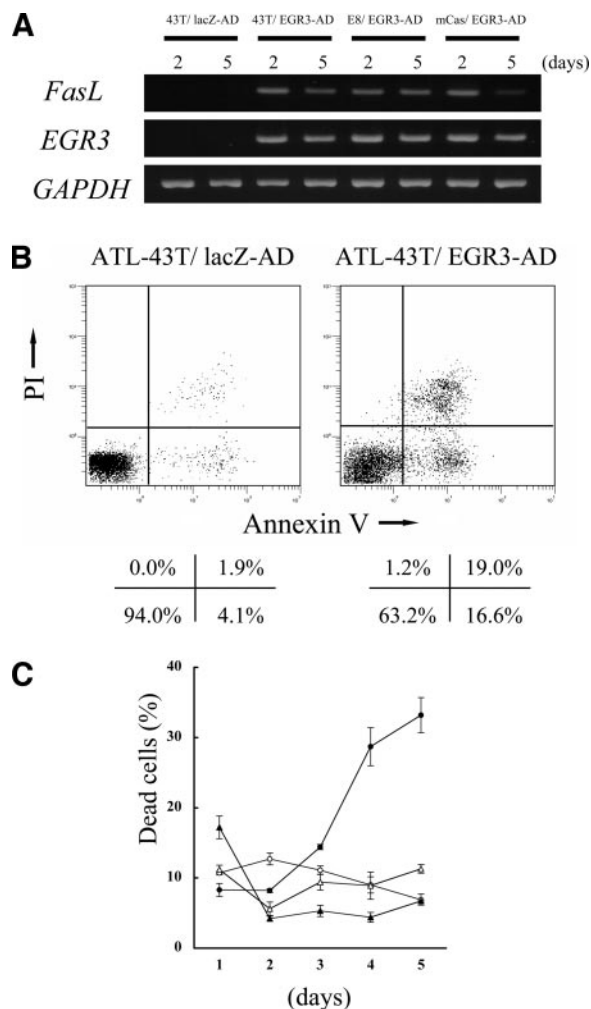 A
43T/ lacZ-AD 43T/ EGR3-AD E8/ EGR3-AD mCas/ EGR3-AD
2 5 2 5 2 5 2 5 (days)
FasL
EGR3
GAPDH
B
ATL-43T/ lacZ-AD ATL-43T/ EGR3-AD
PI
Annexin V
0.0% 1.9% 1.2% 19.0%
94.0% 4.1% 63.2% 16.6%
C
40
30
20
10
0
Dead cells (%)
1 2 3 4 5
(days)